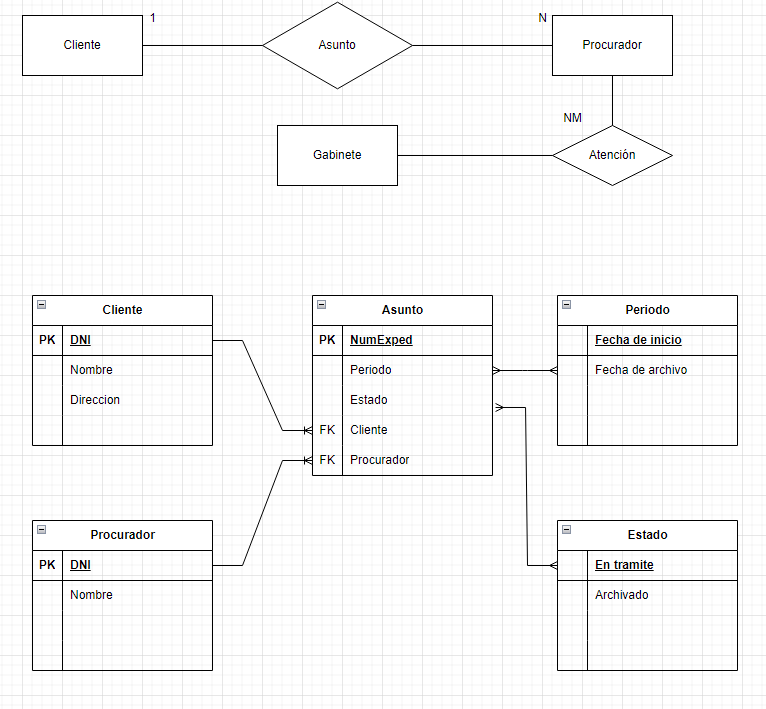 1
N
Cliente
Asunto
Procurador
NM
Gabinete
Atención
Cliente
PK DNI
Nombre
Direccion
Asunto
PK NumExped
Periodo
Estado
FK Cliente
FK Procurador
Periodo
Fecha de inicio
Fecha de archivo
Procurador
PK DNI
Nombre
Estado
En tramite
Archivado